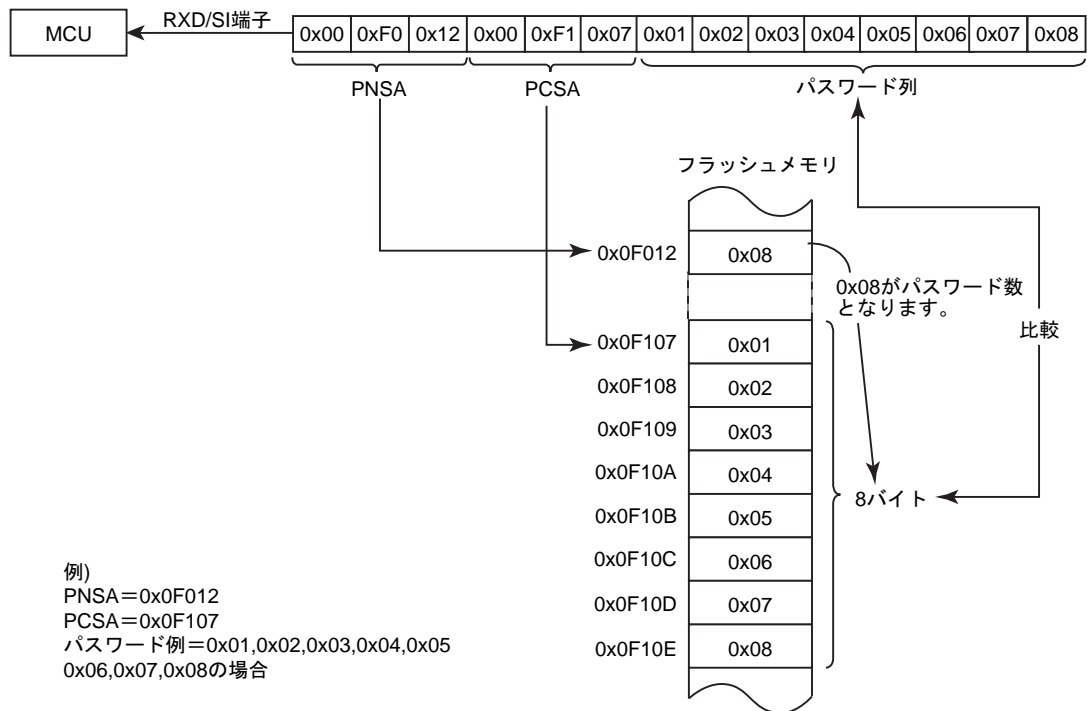 MCU
RXD/SI端子
0x00 0xF0 0x12 0x00 0xF1 0x07 0x01 0x02 0x03 0x04 0x05 0x06 0x07 0x08
PNSA
PCSA
パスワード列
フラッシュメモリ
0x0F012
0x08
0x08がパスワード数
となります。
比較
0x0F107
0x01
0x0F108
0x02
0x0F109
0x03
0x0F10A
0x04
0x0F10B
0x05
0x0F10C
0x06
0x0F10D
0x07
0x0F10E
0x08
8バイト
例)
PNSA＝0x0F012
PCSA＝0x0F107
パスワード例＝0x01,0x02,0x03,0x04,0x05
0x06,0x07,0x08の場合